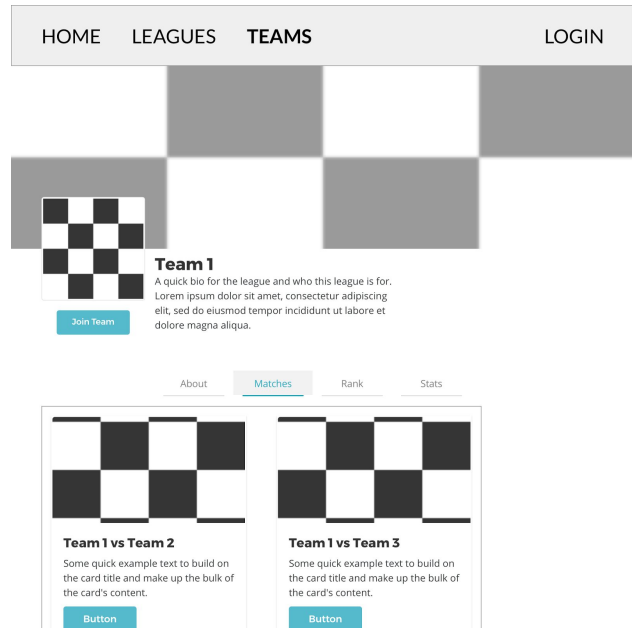 HOME LEAGUES TEAMS LOGIN
Team 1
A quick bio for the league and who this league is for.
Lorem ipsum dolor sit amet, consectetur adipiscing
elit, sed do eiusmod tempor incididunt ut labore et
dolore magna aliqua.
Join Team
About Matches Rank Stats
Team 1 vs Team 2
Some quick example text to build on
the card title and make up the bulk of
the card's content.
Button
Team 1 vs Team 3
Some quick example text to build on
the card title and make up the bulk of
the card's content.
Button